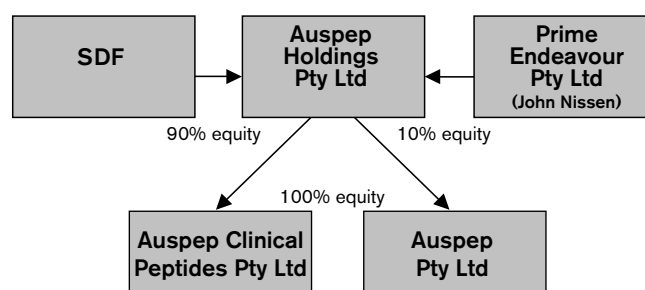 SDF
Auspep
Holdings
Pty Ltd
Prime
Endeavour
Pty Ltd
(John Nissen)
90% equity
10% equity
100% equity
Auspep Clinical
Peptides Pty Ltd
Auspep
Pty Ltd